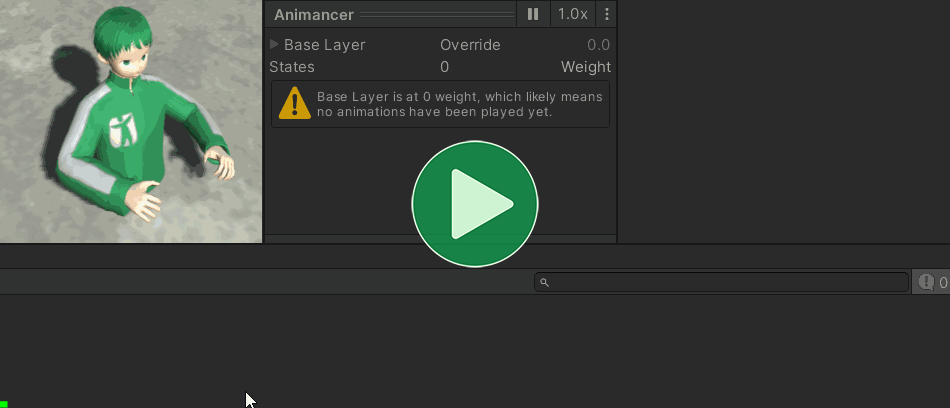 Animancer
1.0x
Base Layer Override 0.0
States 0 Weight
Base Layer is at 0 weight, which likely means
no animations have been played yet.
0